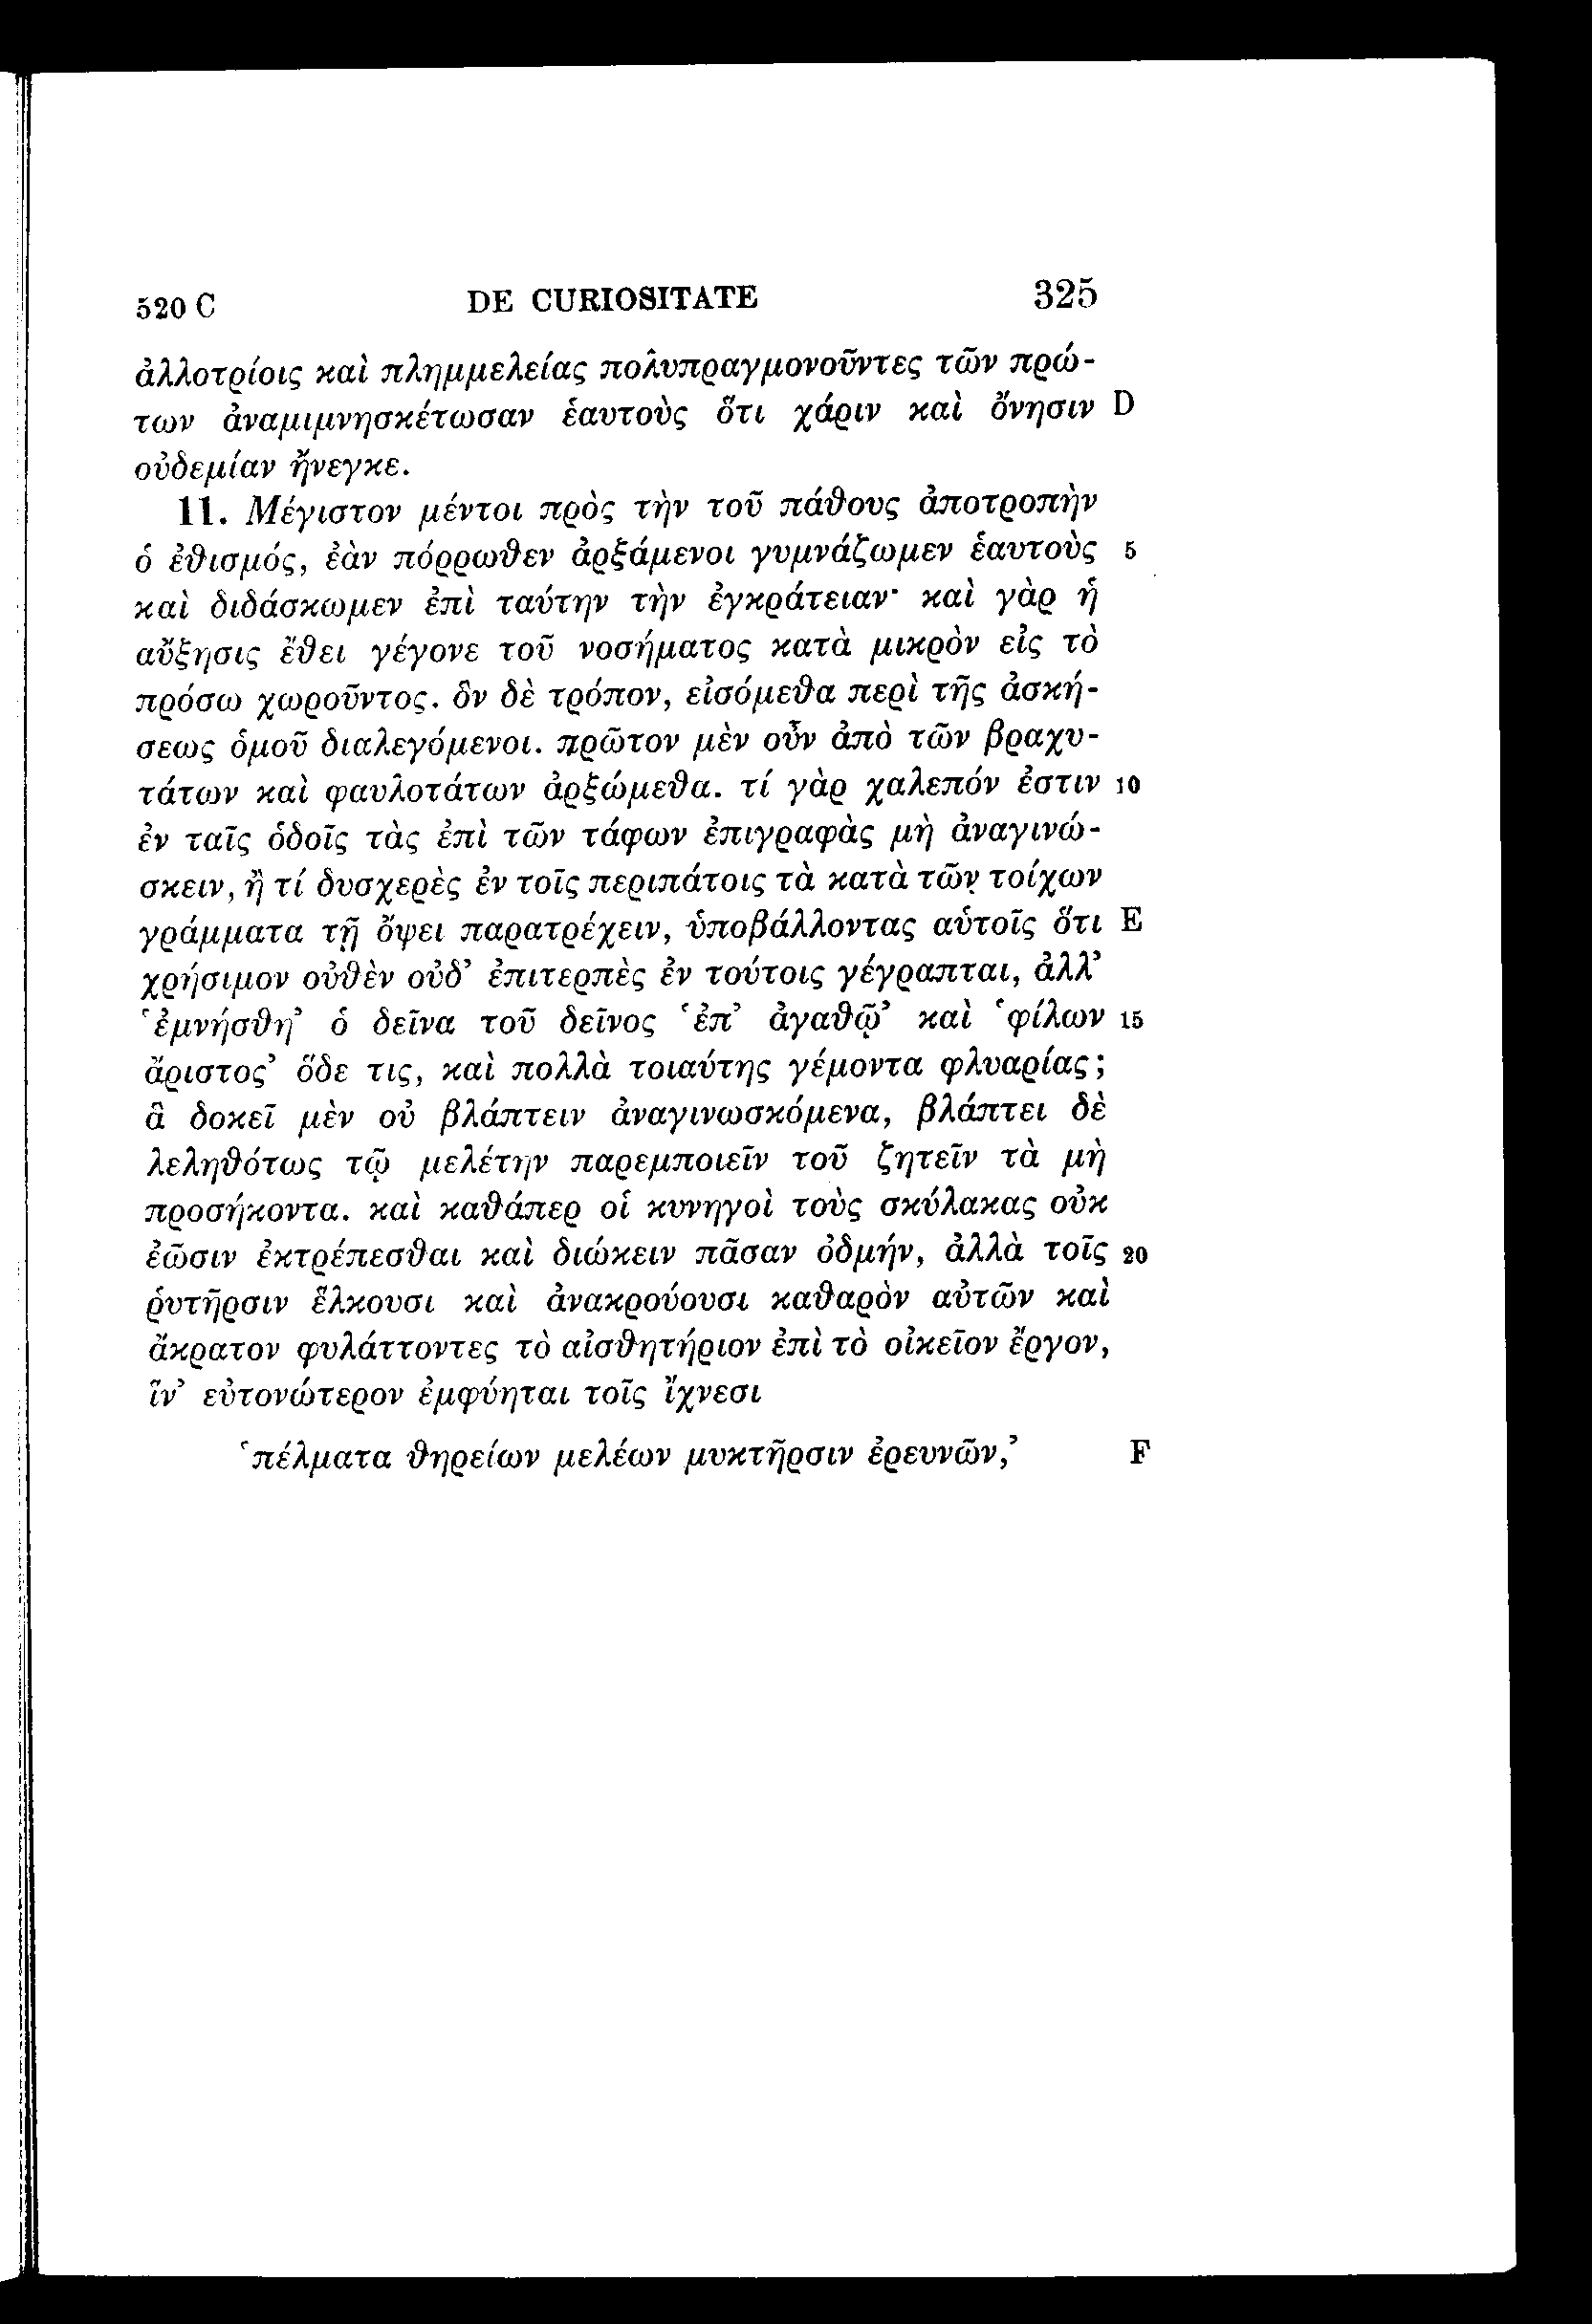 520 C DE CURIOSITATE 325
ἀλλοτρίοις καὶ πλημμελείας πολυπραγμονοῦντες τῶν πρώ-
των ἀναμιμνησκέτωσαν ἑαυτοὺς ὅτι χάριν καὶ ὄνησιν D
οὐδεμίαν ἤνεγκε.
11. Μέγιστον μέντοι πρὸς τὴν τοῦ πάθους ἀποτροπὴν
ὁ ἐθισμός, ἐὰν πόρρωθεν ἀρξάμενοι γυμνάζωμεν ἑαυτοὺς 5
καὶ διδάσκωμεν ἐπὶ ταύτην τὴν ἐγκράτειαν· καὶ γὰρ ἡ
αὔξησις ἔθει γέγονε τοῦ νοσήματος κατὰ μικρὸν εἰς τὸ
πρόσω χωροῦντος. ὃν δὲ τρόπον, εἰσόμεθα περὶ τῆς ἀσκή-
σεως ὁμοῦ διαλεγόμενοι. πρῶτον μὲν οὖν ἀπὸ τῶν βραχυ-
τάτων καὶ φαυλοτάτων ἀρξώμεθα. τί γὰρ χαλεπόν ἐστιν 10
ἐν ταῖς ὁδοῖς τὰς ἐπὶ τῶν τάφων ἐπιγραφὰς μὴ ἀναγινώ-
σκειν, ἢ τί δυσχερὲς ἐν τοῖς περιπάτοις τὰ κατὰ τῶν τοίχων
γράμματα τῇ ὄψει παρατρέχειν, ὑποβάλλοντας αὑτοῖς ὅτι E
χρήσιμον οὐθὲν οὐδ’ ἐπιτερπὲς ἐν τούτοις γέγραπται, ἀλλ’
‘ἐμνήσθη’ ὁ δεῖνα τοῦ δεῖνος ‘ἐπ’ ἀγαθῷ’ καὶ ‘φίλων 15
ἄριστος’ ὅδε τις, καὶ πολλὰ τοιαύτης γέμοντα φλυαρίας;
ἃ δοκεῖ μὲν οὐ βλάπτειν ἀναγινωσκόμενα, βλάπτει δὲ
λεληθότως τῷ μελέτην παρεμποιεῖν τοῦ ζητεῖν τὰ μὴ
προσήκοντα. καὶ καθάπερ οἱ κυνηγοὶ τοὺς σκύλακας οὐκ
ἐῶσιν ἐκτρέπεσθαι καὶ διώκειν πᾶσαν ὀδμήν, ἀλλὰ τοῖς 20
ῥυτῆρσιν ἕλκουσι καὶ ἀνακρούουσι καθαρὸν αὐτῶν καὶ
ἄκρατον φυλάττοντες τὸ αἰσθητήριον ἐπὶ τὸ οἰκεῖον ἔργον,
ἵν’ εὐτονώτερον ἐμφύηται τοῖς ἴχνεσι
‘πέλματα θηρείων μελέων μυκτῆρσιν ἐρευνῶν,’ F